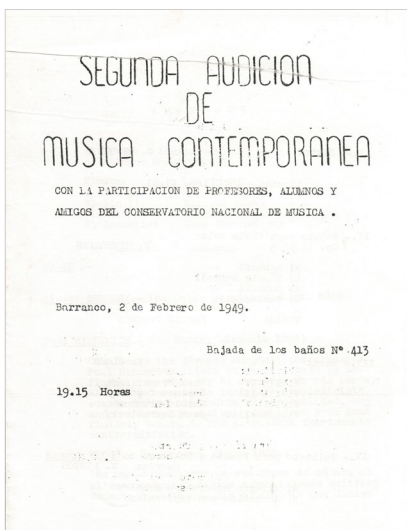 SEGUNDA AUDICION
DE
MUSICA CONTEMPORANEA
CON LA PARTICIPACION DE PROFESORES, ALUMNOS Y
AMIGOS DEL CONSERVATORIO NACIONAL DE MUSICA .
Barranco, 2 de Febrero de 1949.
Bajada de los baños Nº 413
19.15 Horas